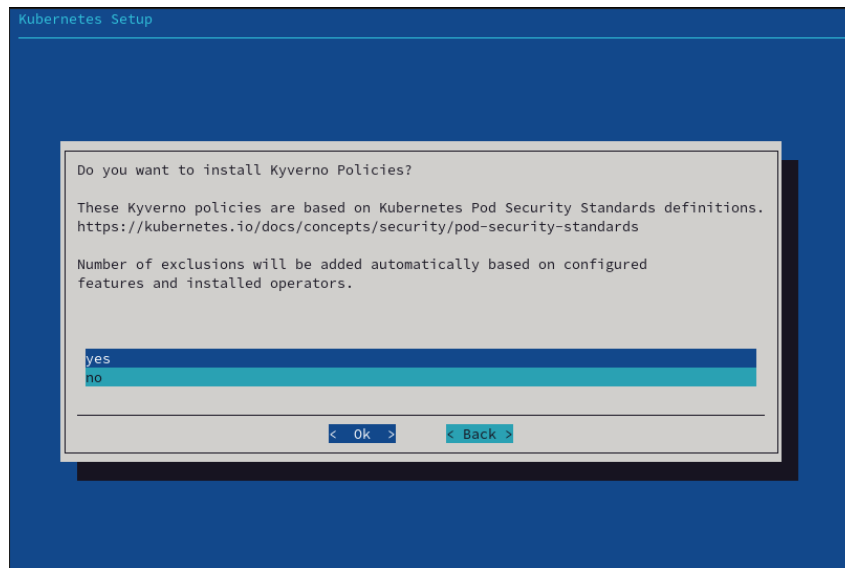 Kubernetes Setup
Do you want to install Kyverno Policies?
These Kyverno policies are based on Kubernetes Pod Security Standards definitions.
https://kubernetes.io/docs/concepts/security/pod-security-standards
Number of exclusions will be added automatically based on configured
features and installed operators.
yes
no
< Ok > < Back >